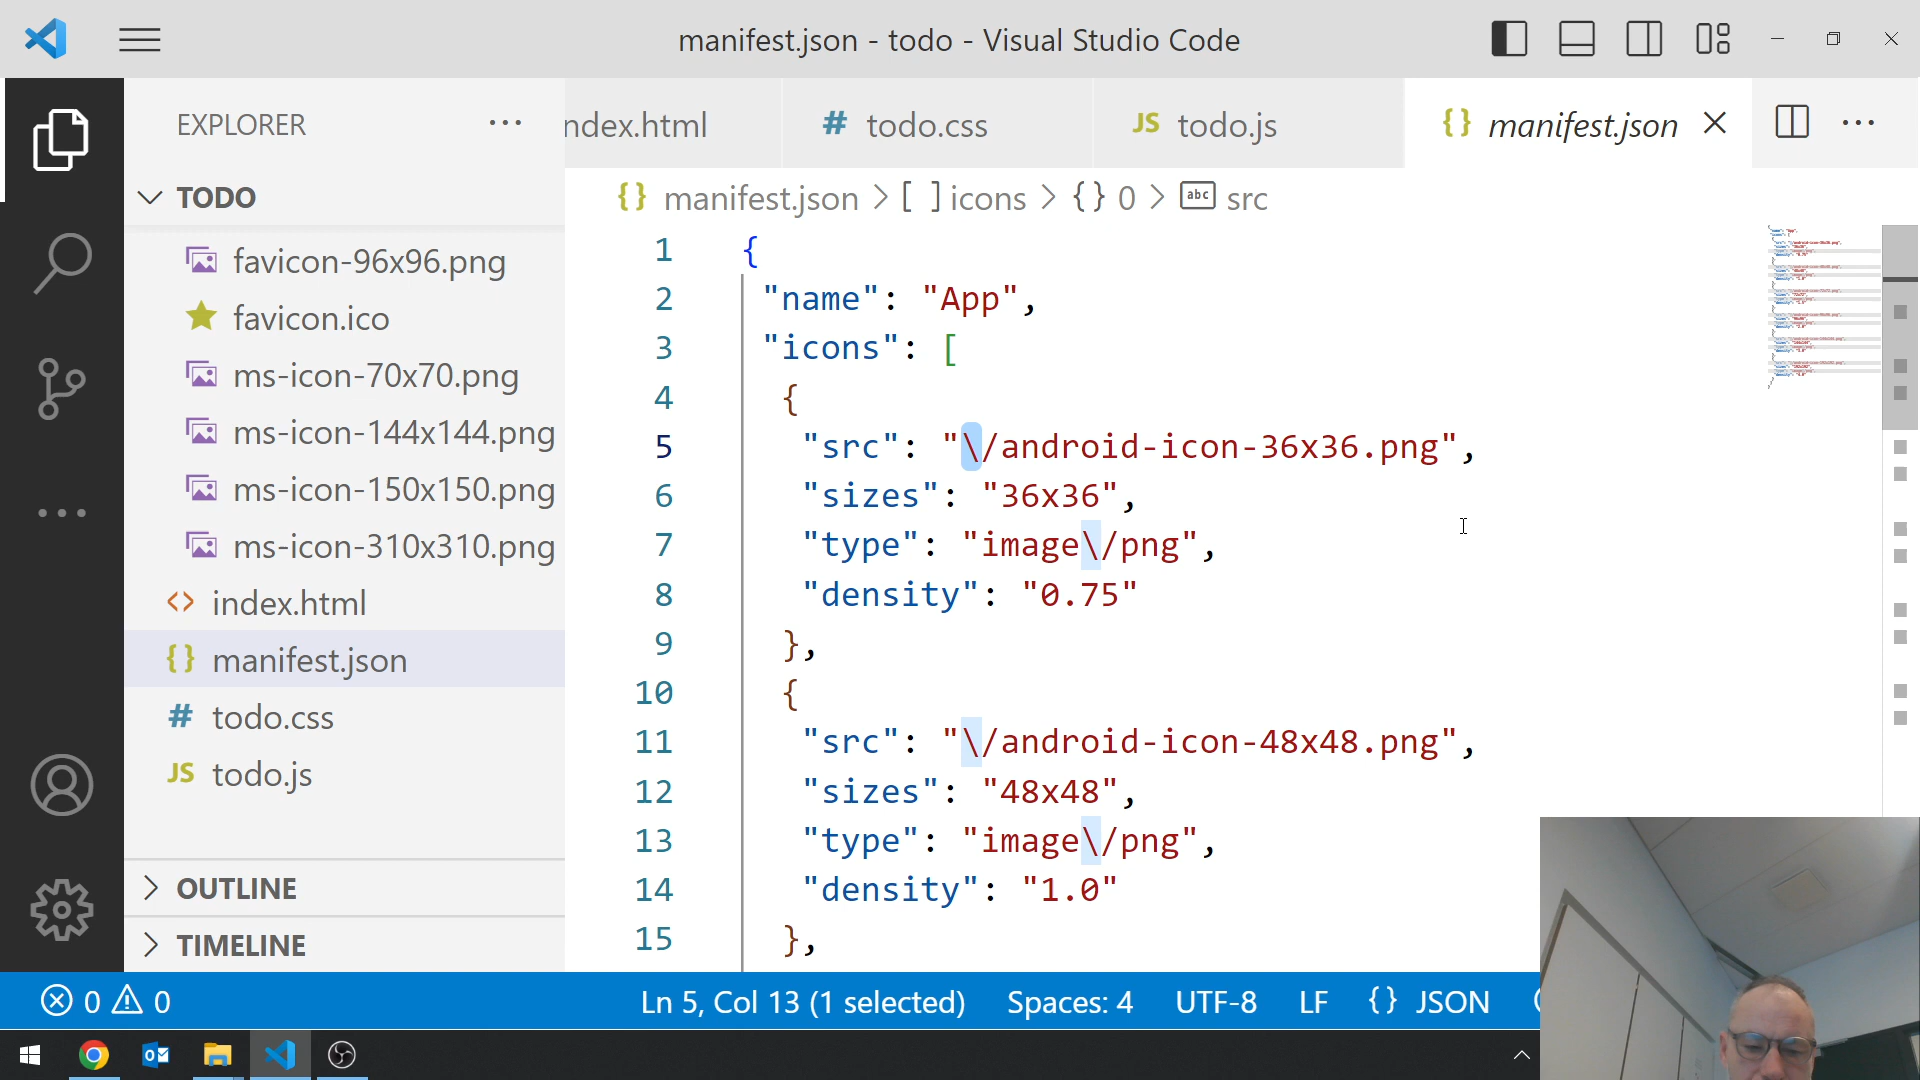 manifest.json - todo - Visual Studio Code
EXPLORER
ndex.html
# todo.css
JS todo.js
{} manifest.json
TODO
{} manifest.json > [ ] icons > {} 0 > abc src
favicon-96x96.png
favicon.ico
ms-icon-70x70.png
ms-icon-144x144.png
ms-icon-150x150.png
ms-icon-310x310.png
<> index.html
{} manifest.json
# todo.css
JS todo.js
OUTLINE
TIMELINE
1 {
2 "name": "App",
3 "icons": [
4 {
5 "src": "\/android-icon-36x36.png",
6 "sizes": "36x36",
7 "type": "image\/png",
8 "density": "0.75"
9 },
10 {
11 "src": "\/android-icon-48x48.png",
12 "sizes": "48x48",
13 "type": "image\/png",
14 "density": "1.0"
15 },
0 0
Ln 5, Col 13 (1 selected)
Spaces: 4
UTF-8
LF
{} JSON